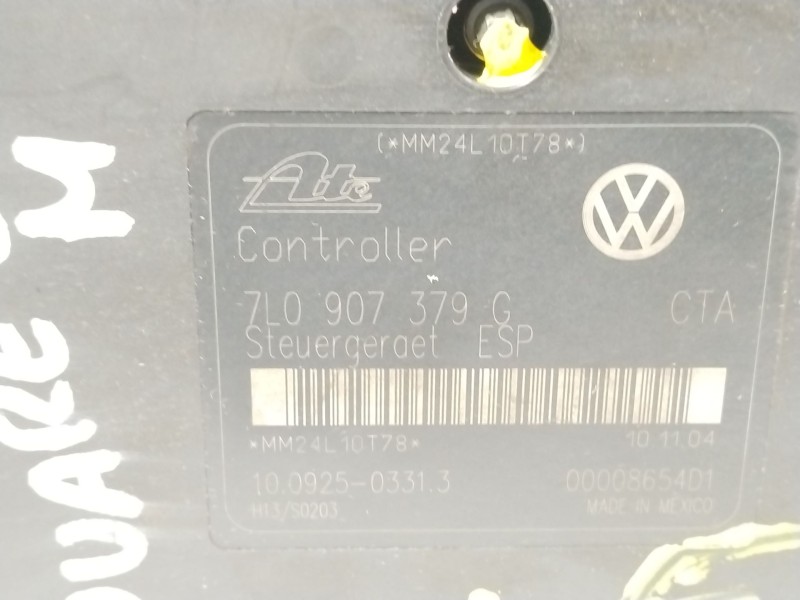 (*MM24L10T78*)
Ate
Controller
7L0 907 379 G CTA
Steuergeraet ESP
*MM24L10T78* 10.11.04
10.0925-0331.3 00008654D1
H13/S0203 MADE IN MEXICO